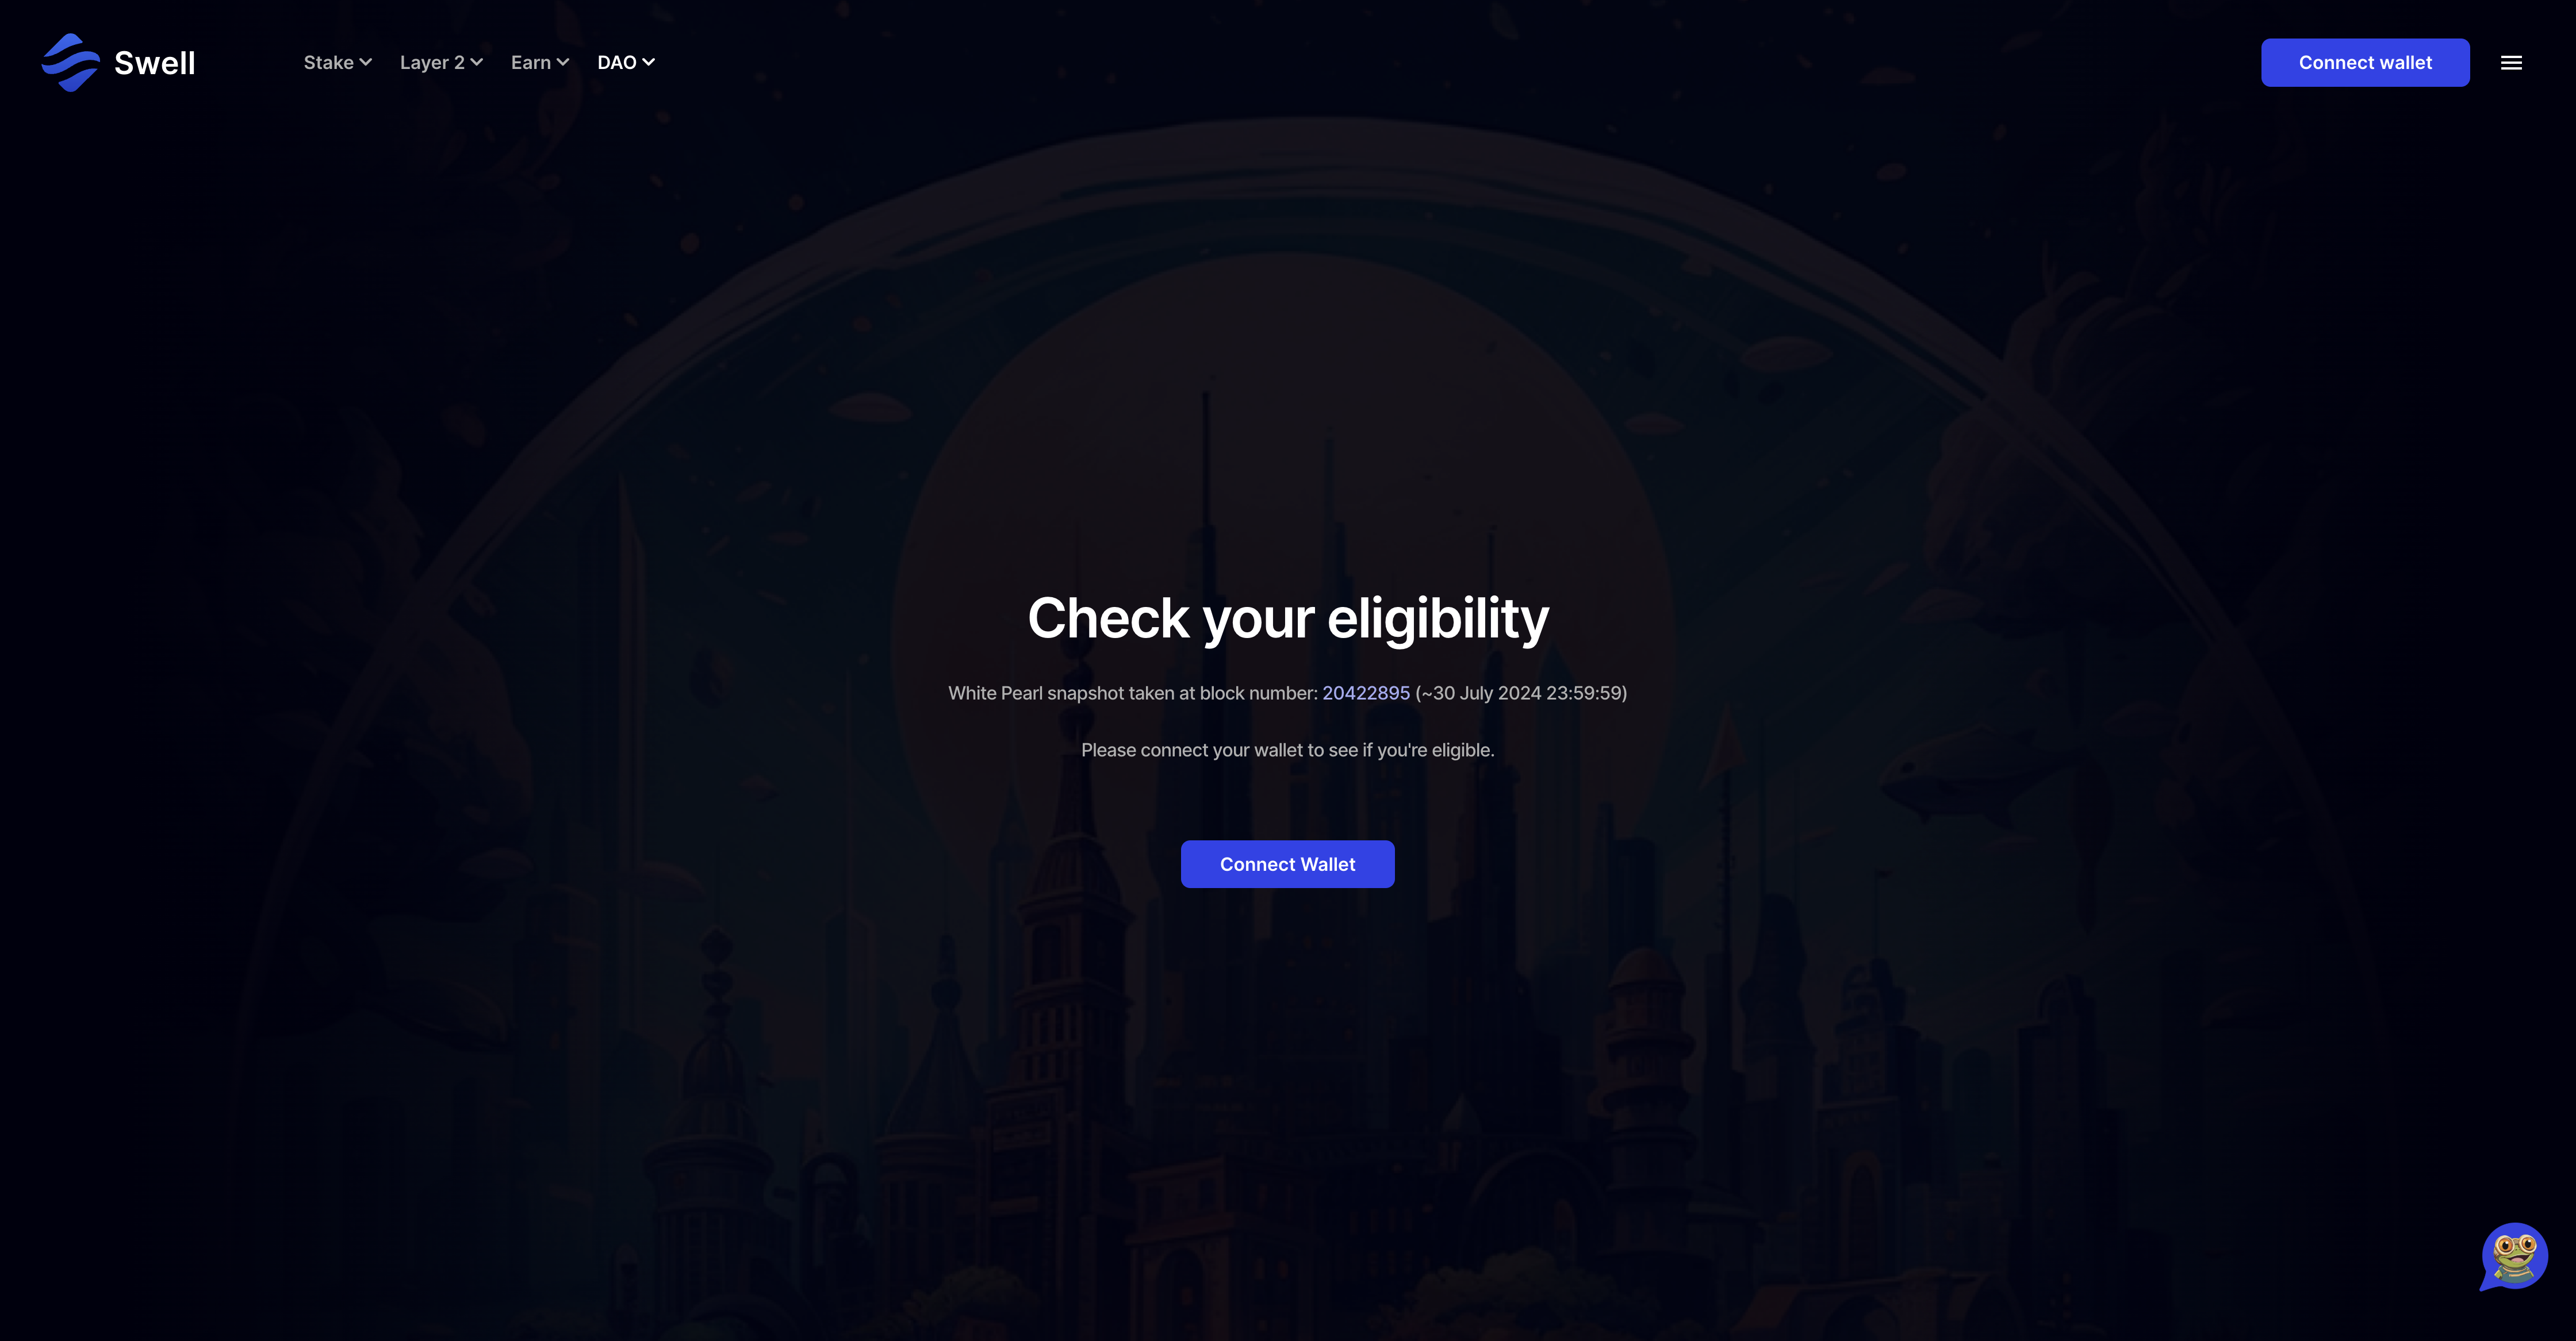 Swell
Stake
Layer 2
Earn
DAO
Connect wallet
Check your eligibility
White Pearl snapshot taken at block number: 20422895 (~30 July 2024 23:59:59)
Please connect your wallet to see if you're eligible.
Connect Wallet